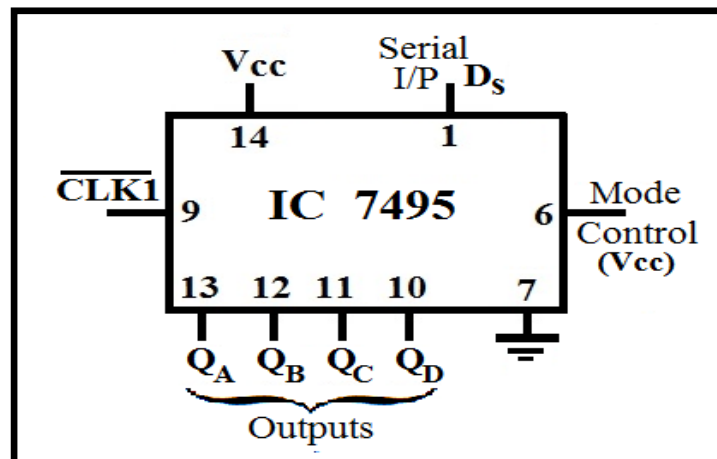 Serial
Vcc I/P Ds
14 1
CLK1 9 IC 7495 6 Mode
Control
(Vcc)
13 12 11 10 7
QA QB QC QD
Outputs